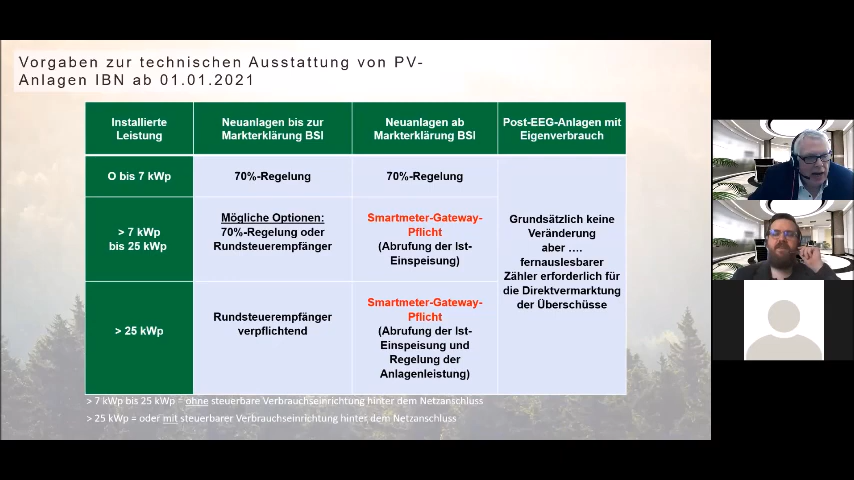 Vorgaben zur technischen Ausstattung von PV-
Anlagen IBN ab 01.01.2021
Installierte
Leistung
Neuanlagen bis zur
Markterklärung BSI
Neuanlagen ab
Markterklärung BSI
Post-EEG-Anlagen mit
Eigenverbrauch
O bis 7 kWp
70%-Regelung
70%-Regelung
> 7 kWp
bis 25 kWp
Mögliche Optionen:
70%-Regelung oder
Rundsteuerempfänger
Smartmeter-Gateway-
Pflicht
(Abrufung der Ist-
Einspeisung)
Grundsätzlich keine
Veränderung
aber ….
fernauslesbarer
Zähler erforderlich für
die Direktvermarktung
der Überschüsse
> 25 kWp
Rundsteuerempfänger
verpflichtend
Smartmeter-Gateway-
Pflicht
(Abrufung der Ist-
Einspeisung und
Regelung der
Anlagenleistung)
> 7 kWp bis 25 kWp = ohne steuerbare Verbrauchseinrichtung hinter dem Netzanschluss
> 25 kWp = oder mit steuerbarer Verbrauchseinrichtung hinter dem Netzanschluss